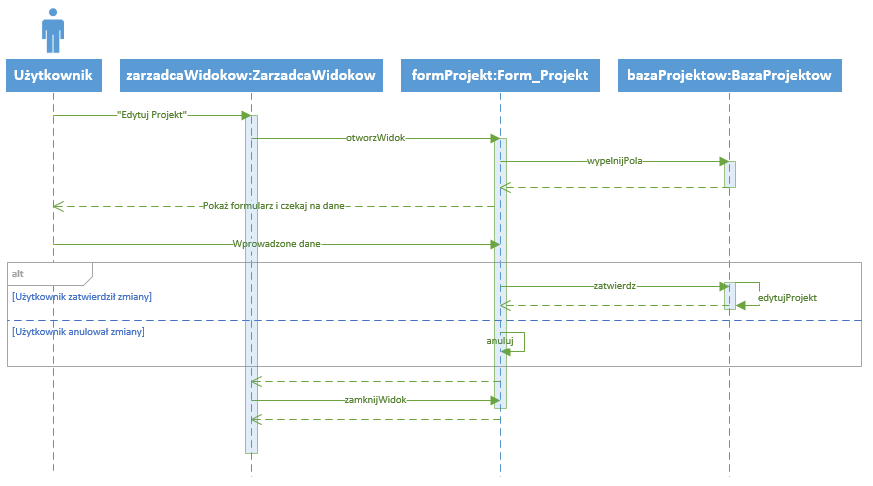 Użytkownik
zarzadcaWidokow:ZarzadcaWidokow
formProjekt:Form_Projekt
bazaProjektow:BazaProjektow
"Edytuj Projekt"
otworzWidok
wypelnijPola
Pokaż formularz i czekaj na dane
Wprowadzone dane
alt
[Użytkownik zatwierdził zmiany]
zatwierdz
edytujProjekt
[Użytkownik anulował zmiany]
anuluj
zamknijWidok